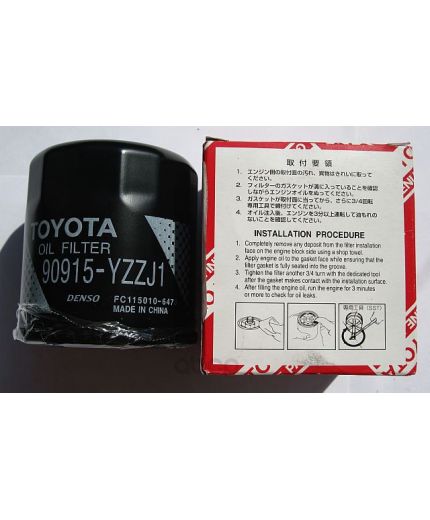 TOYOTA
OIL FILTER
90915-YZZJ1
DENSO
FC115010-647
MADE IN CHINA
取付要領
1. エンジン側の取付面の汚れ、異物はきれいに取って
ください。
2. フィルターのガスケットが溝に入っていることを確認
しながらエンジンオイルをぬってください。
3. ガスケットが取付面に当ってから、さらに3/4回転
専用工具で締付けてください。
4. オイル注入後、エンジンを3分以上運転して油もれの
ないことを確認してください。
INSTALLATION PROCEDURE
1. Completely remove any deposit from the filter installation
face on the engine block side using a shop towel.
2. Apply engine oil to the gasket face while ensuring that the
filter gasket is fully seated into the groove.
3. Tighten the filter another 3/4 turn with the dedicated tool
after the gasket makes contact with the installation surface.
4. After filling the engine oil, run the engine for 3 minutes
or more to check for oil leaks.
専用工具(SST)